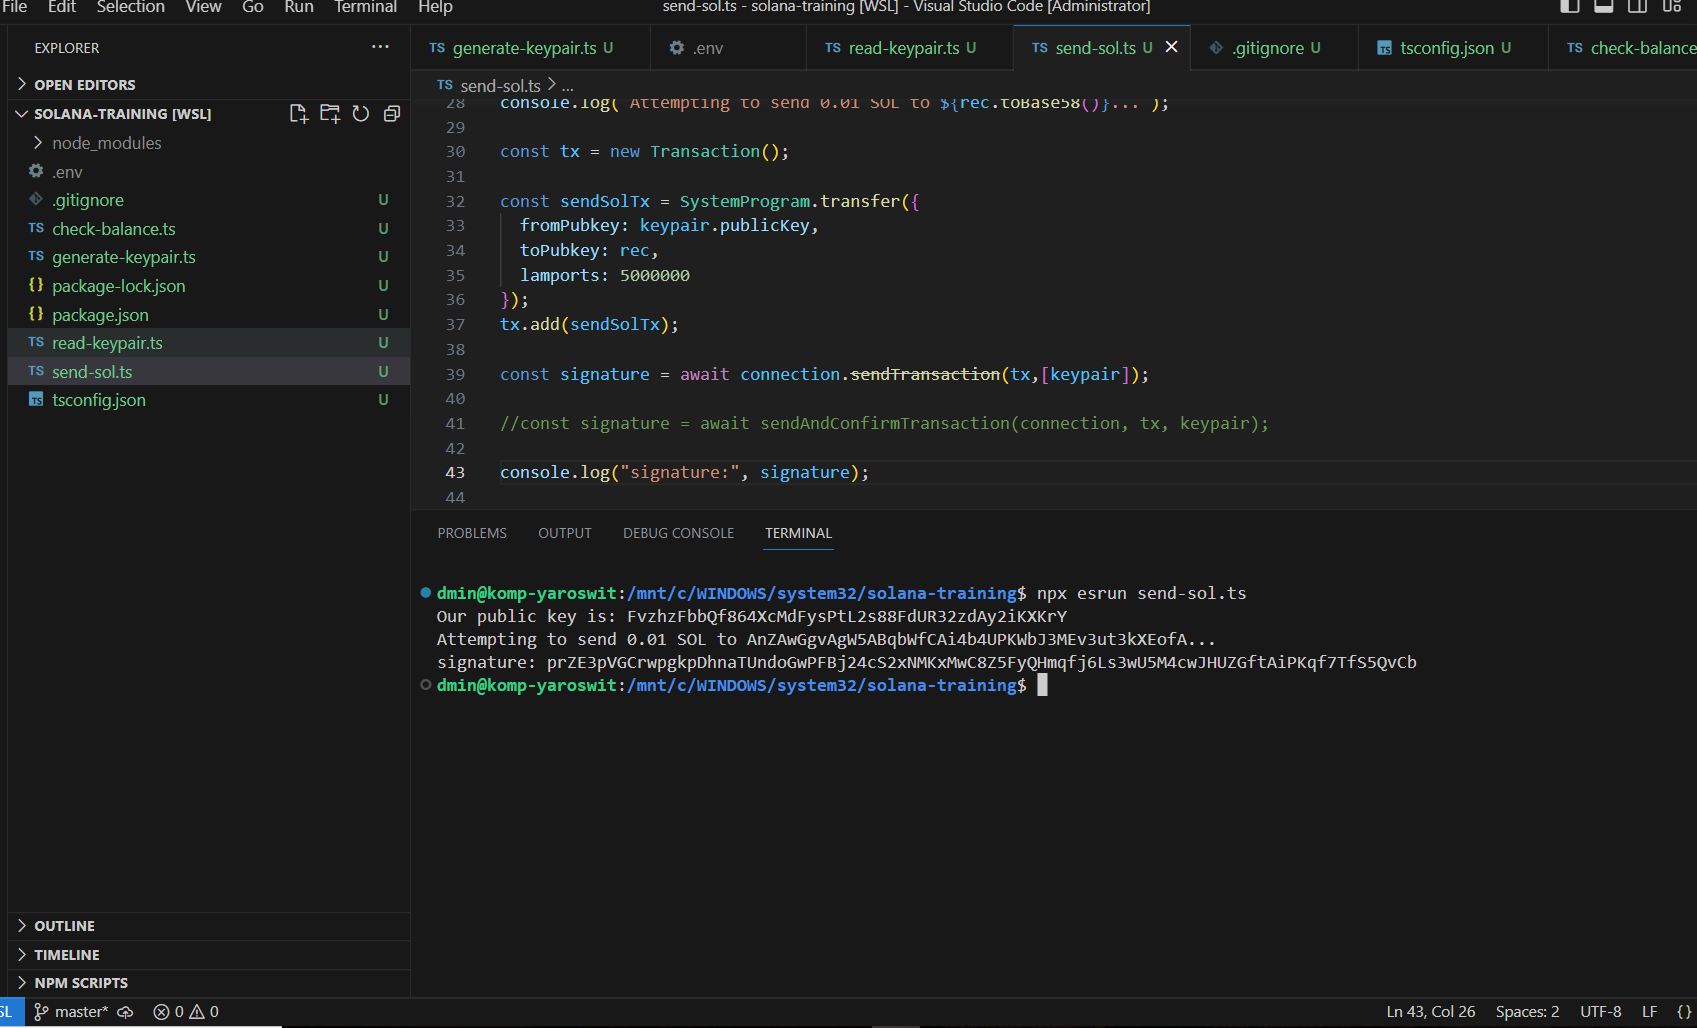 File Edit Selection View Go Run Terminal Help
send-sol.ts - solana-training [WSL] - Visual Studio Code [Administrator]
EXPLORER
TS generate-keypair.ts U
.env
TS read-keypair.ts U
TS send-sol.ts U
.gitignore U
TS tsconfig.json U
TS check-balance
OPEN EDITORS
TS send-sol.ts > ...
SOLANA-TRAINING [WSL]
node_modules
.env
.gitignore U
TS check-balance.ts U
TS generate-keypair.ts U
{} package-lock.json U
{} package.json U
TS read-keypair.ts U
TS send-sol.ts U
TS tsconfig.json U
28 console.log( Attempting to send 0.01 SOL to ${rec.toBase58()}... );
29
30 const tx = new Transaction();
31
32 const sendSolTx = SystemProgram.transfer({
33 fromPubkey: keypair.publicKey,
34 toPubkey: rec,
35 lamports: 5000000
36 });
37 tx.add(sendSolTx);
38
39 const signature = await connection.sendTransaction(tx,[keypair]);
40
41 //const signature = await sendAndConfirmTransaction(connection, tx, keypair);
42
43 console.log("signature:", signature);
44
PROBLEMS OUTPUT DEBUG CONSOLE TERMINAL
dmin@komp-yaroswit:/mnt/c/WINDOWS/system32/solana-training$ npx esrun send-sol.ts
Our public key is: FvzhzFbbQf864XcMdFysPtL2s88FdUR32zdAy2iKXKrY
Attempting to send 0.01 SOL to AnZAwGgvAgW5ABqbWfCAi4b4UPKWbJ3MEv3ut3kXEofA...
signature: prZE3pVGCrwpgkpDhnaTUndoGwPFBj24cS2xNMKxMwC8Z5FyQHmqfj6Ls3wU5M4cwJHUZGftAiPKqf7TfS5QvCb
dmin@komp-yaroswit:/mnt/c/WINDOWS/system32/solana-training$
OUTLINE
TIMELINE
NPM SCRIPTS
SL master* 0 0
Ln 43, Col 26 Spaces: 2 UTF-8 LF {}